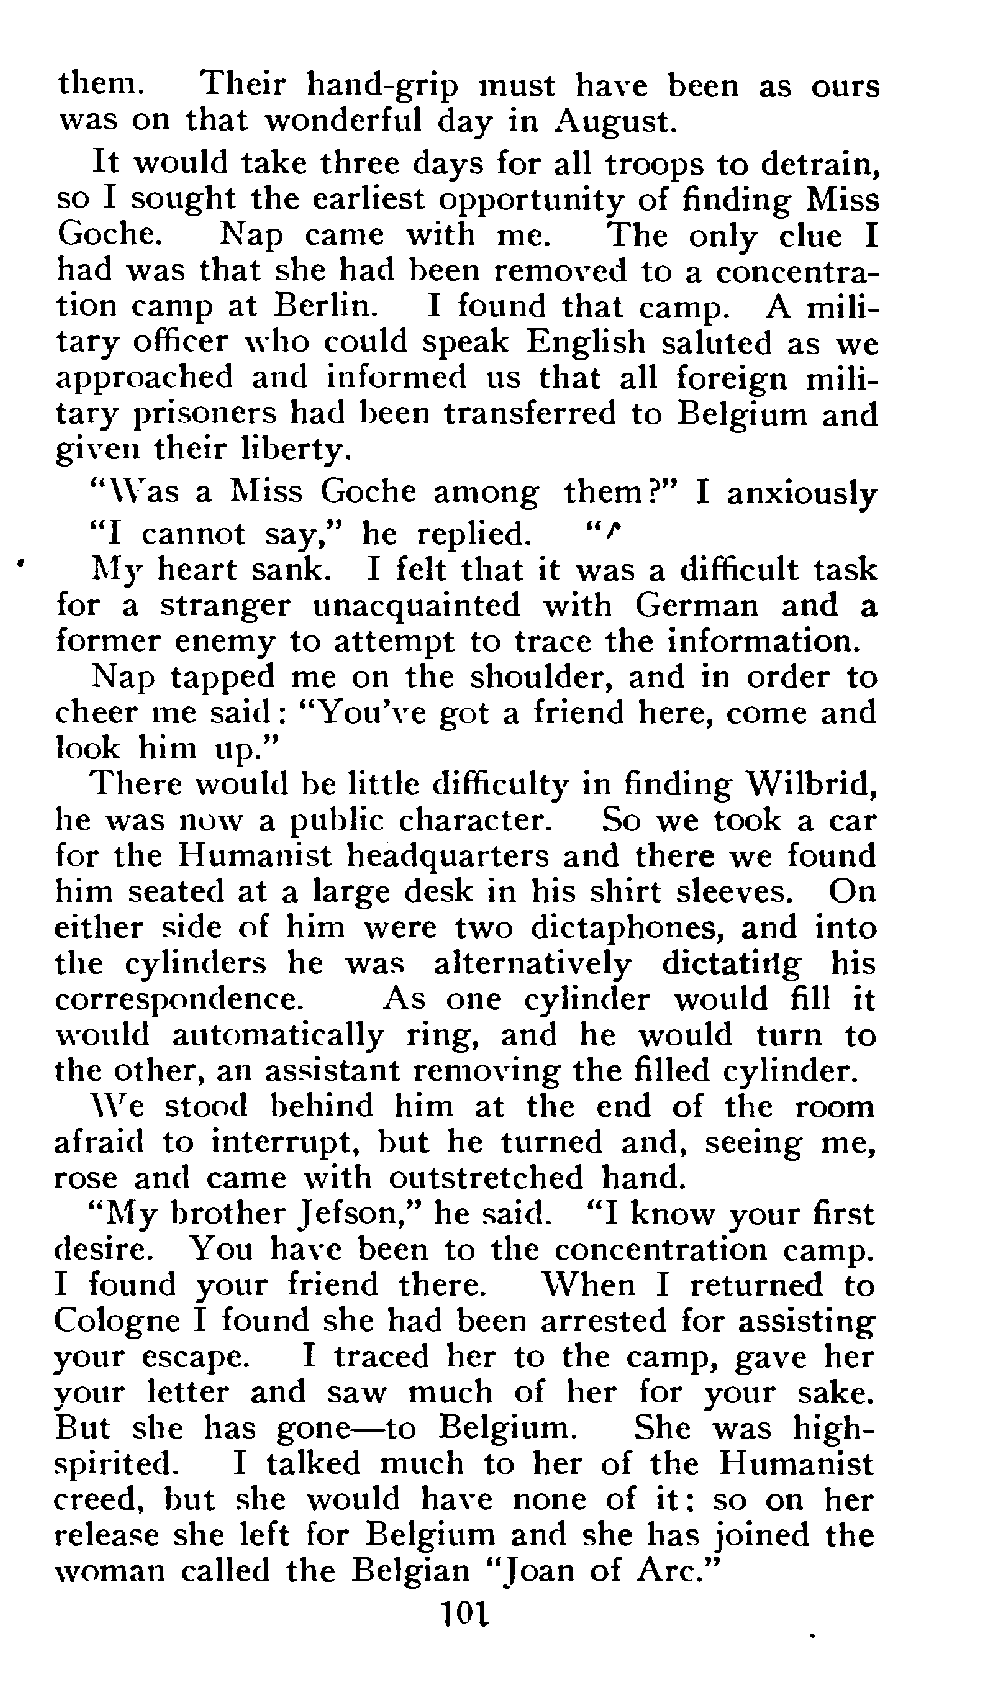 them. Their hand-grip must have been as ours
was on that wonderful day in August.
It would take three days for all troops to detrain,
so I sought the earliest opportunity of finding Miss
Goche. Nap came with me. The only clue I
had was that she had been removed to a concentra-
tion camp at Berlin. I found that camp. A mili-
tary officer who could speak English saluted as we
approached and informed us that all foreign mili-
tary prisoners had been transferred to Belgium and
given their liberty.
"Was a Miss Goche among them?" I anxiously
"I cannot say," he replied. "
My heart sank. I felt that it was a difficult task
for a stranger unacquainted with German and a
former enemy to attempt to trace the information.
Nap tapped me on the shoulder, and in order to
cheer me said: "You've got a friend here, come and
look him up."
There would be little difficulty in finding Wilbrid,
he was now a public character. So we took a car
for the Humanist headquarters and there we found
him seated at a large desk in his shirt sleeves. On
either side of him were two dictaphones, and into
the cylinders he was alternatively dictating his
correspondence. As one cylinder would fill it
would automatically ring, and he would turn to
the other, an assistant removing the filled cylinder.
We stood behind him at the end of the room
afraid to interrupt, but he turned and, seeing me,
rose and came with outstretched hand.
"My brother Jefson," he said. "I know your first
desire. You have been to the concentration camp.
I found your friend there. When I returned to
Cologne I found she had been arrested for assisting
your escape. I traced her to the camp, gave her
your letter and saw much of her for your sake.
But she has gone—to Belgium. She was high-
spirited. I talked much to her of the Humanist
creed, but she would have none of it; so on her
release she left for Belgium and she has joined the
woman called the Belgian "Joan of Arc."
101